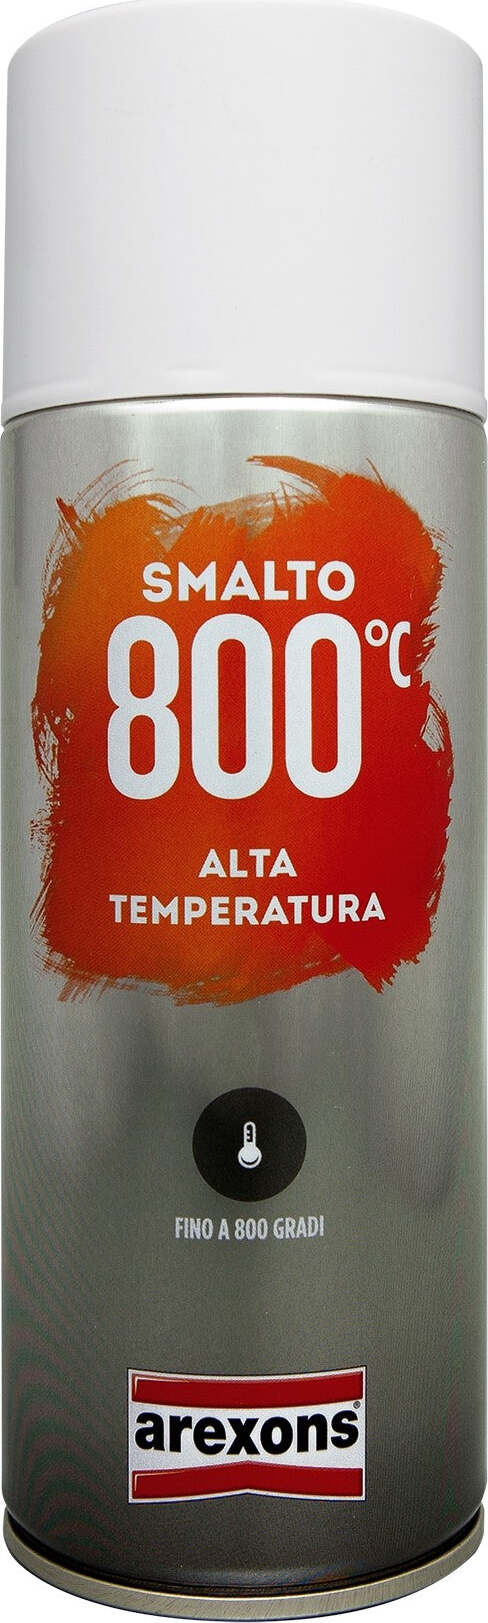 SMALTO
800°C
ALTA
TEMPERATURA
FINO A 800 GRADI
arexons®